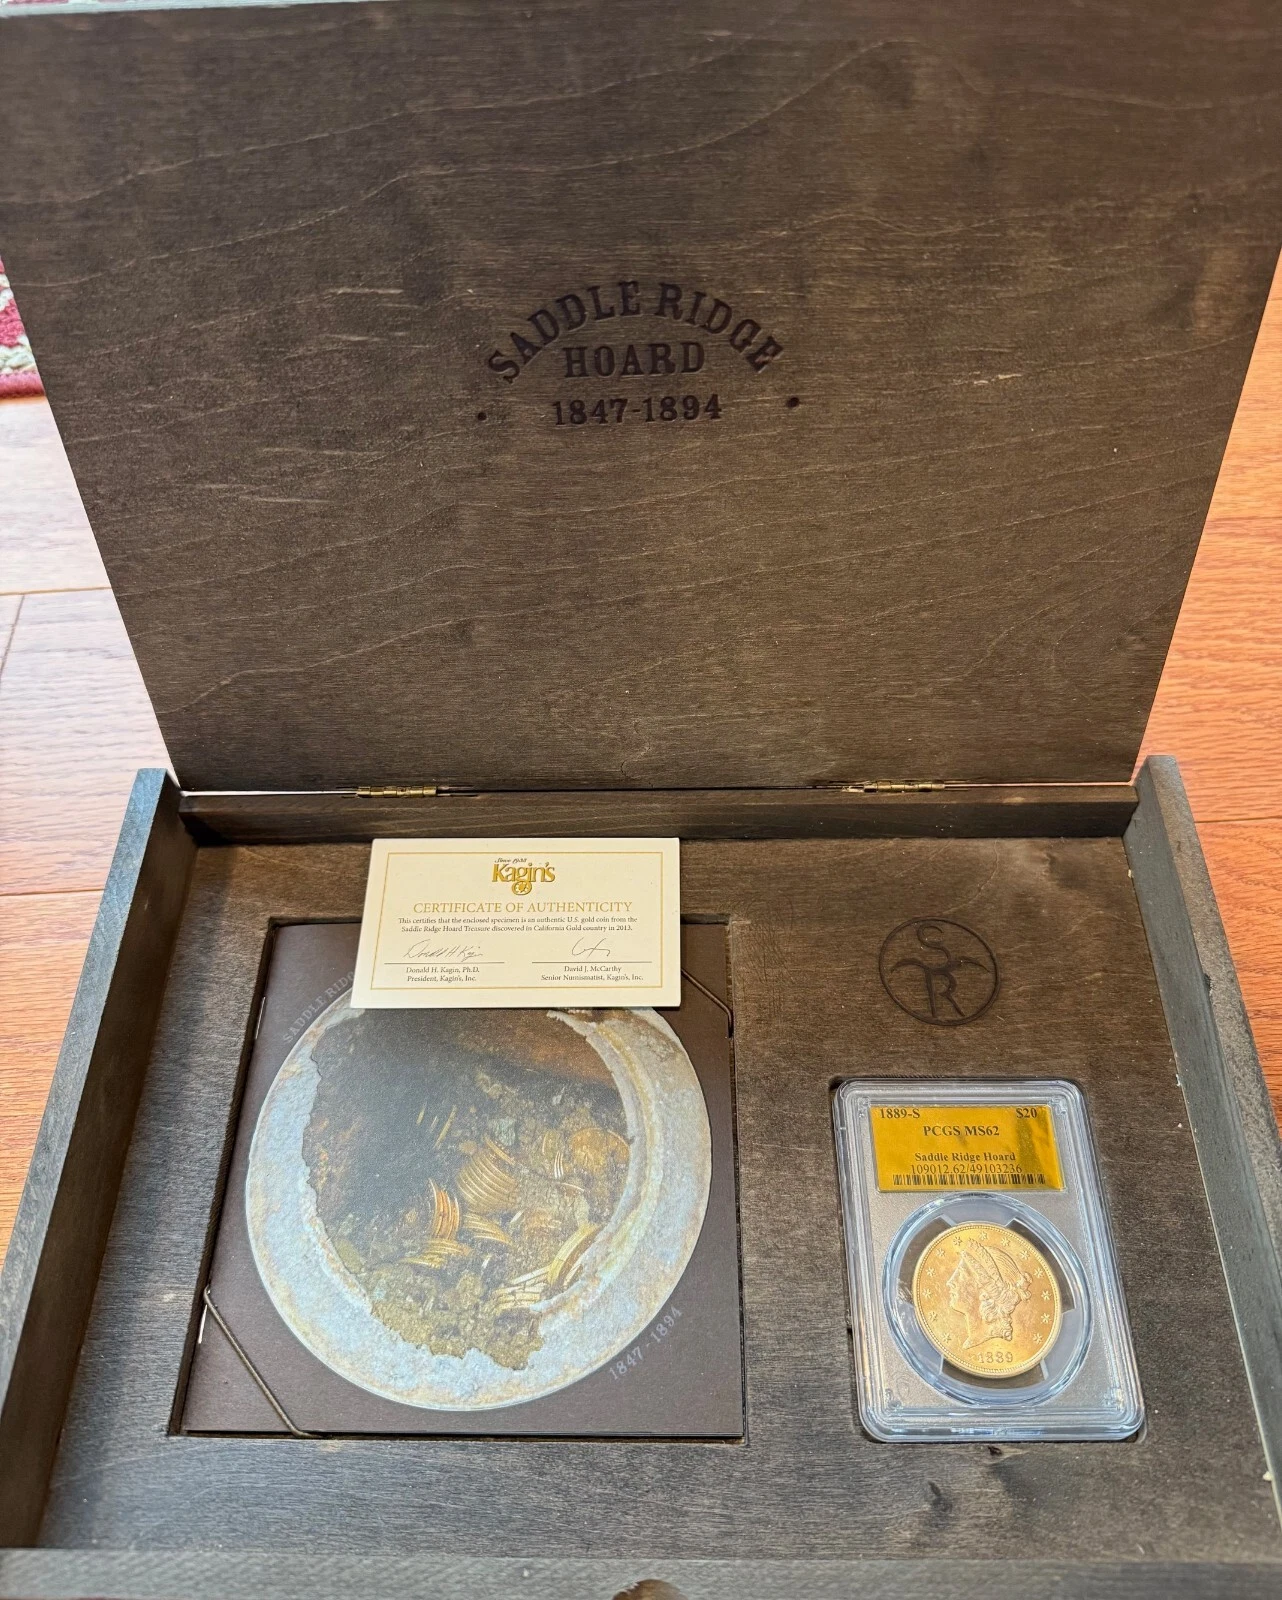 SADDLE RIDGE
HOARD
1847-1894
Since 1933
Kagin's
CERTIFICATE OF AUTHENTICITY
This certifies that the enclosed specimen is an authentic U.S. gold coin from the
Saddle Ridge Hoard Treasure discovered in California Gold country in 2013.
Donald H. Kagin, Ph.D.
President, Kagin's, Inc.
David J. McCarthy
Senior Numismatist, Kagin's, Inc.
SADDLE RIDGE
1847-1894
S
R
1889-S $20
PCGS MS62
Saddle Ridge Hoard
109012.62/49103236
1889